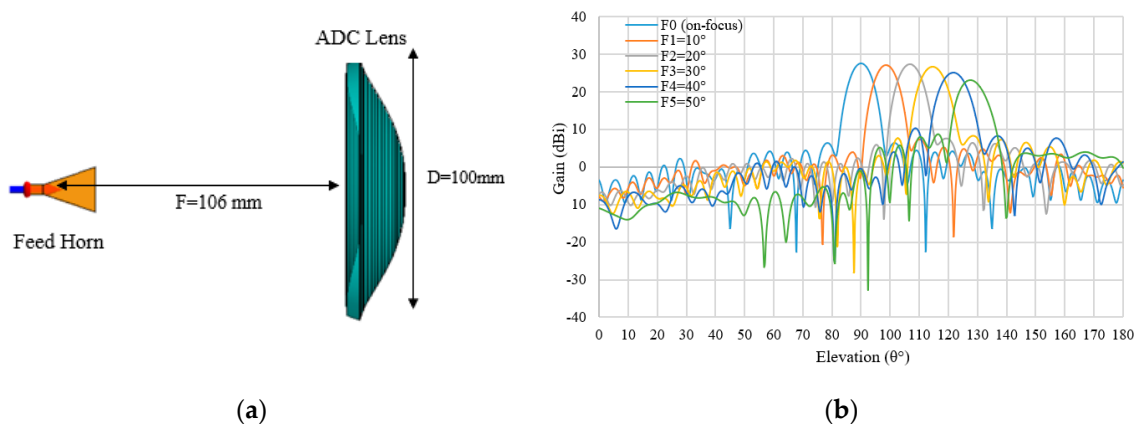 ADC Lens
F=106 mm
D=100mm
Feed Horn
(a)
F0 (on-focus)
F1=10°
F2=20°
F3=30°
F4=40°
F5=50°
Gain (dBi)
40
30
20
10
0
10
-20
-30
-40
0 10 20 30 40 50 60 70 80 90 100 110 120 130 140 150 160 170 180
Elevation (θ°)
(b)